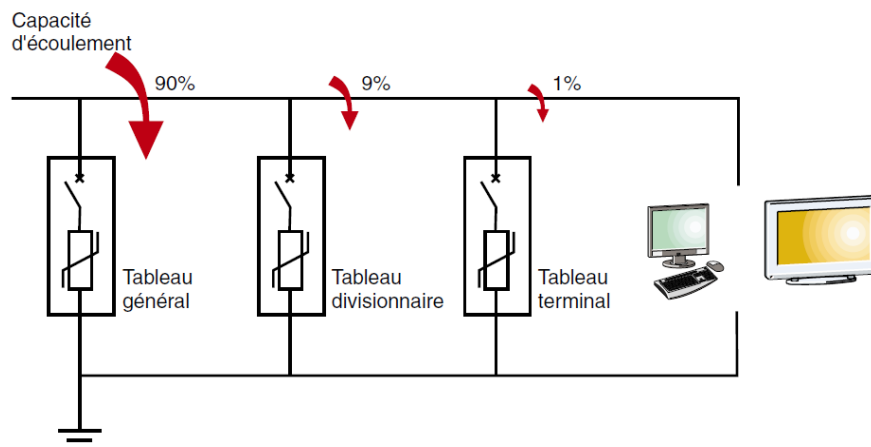 Capacité
d'écoulement
90%
9%
1%
Tableau
général
Tableau
divisionnaire
Tableau
terminal